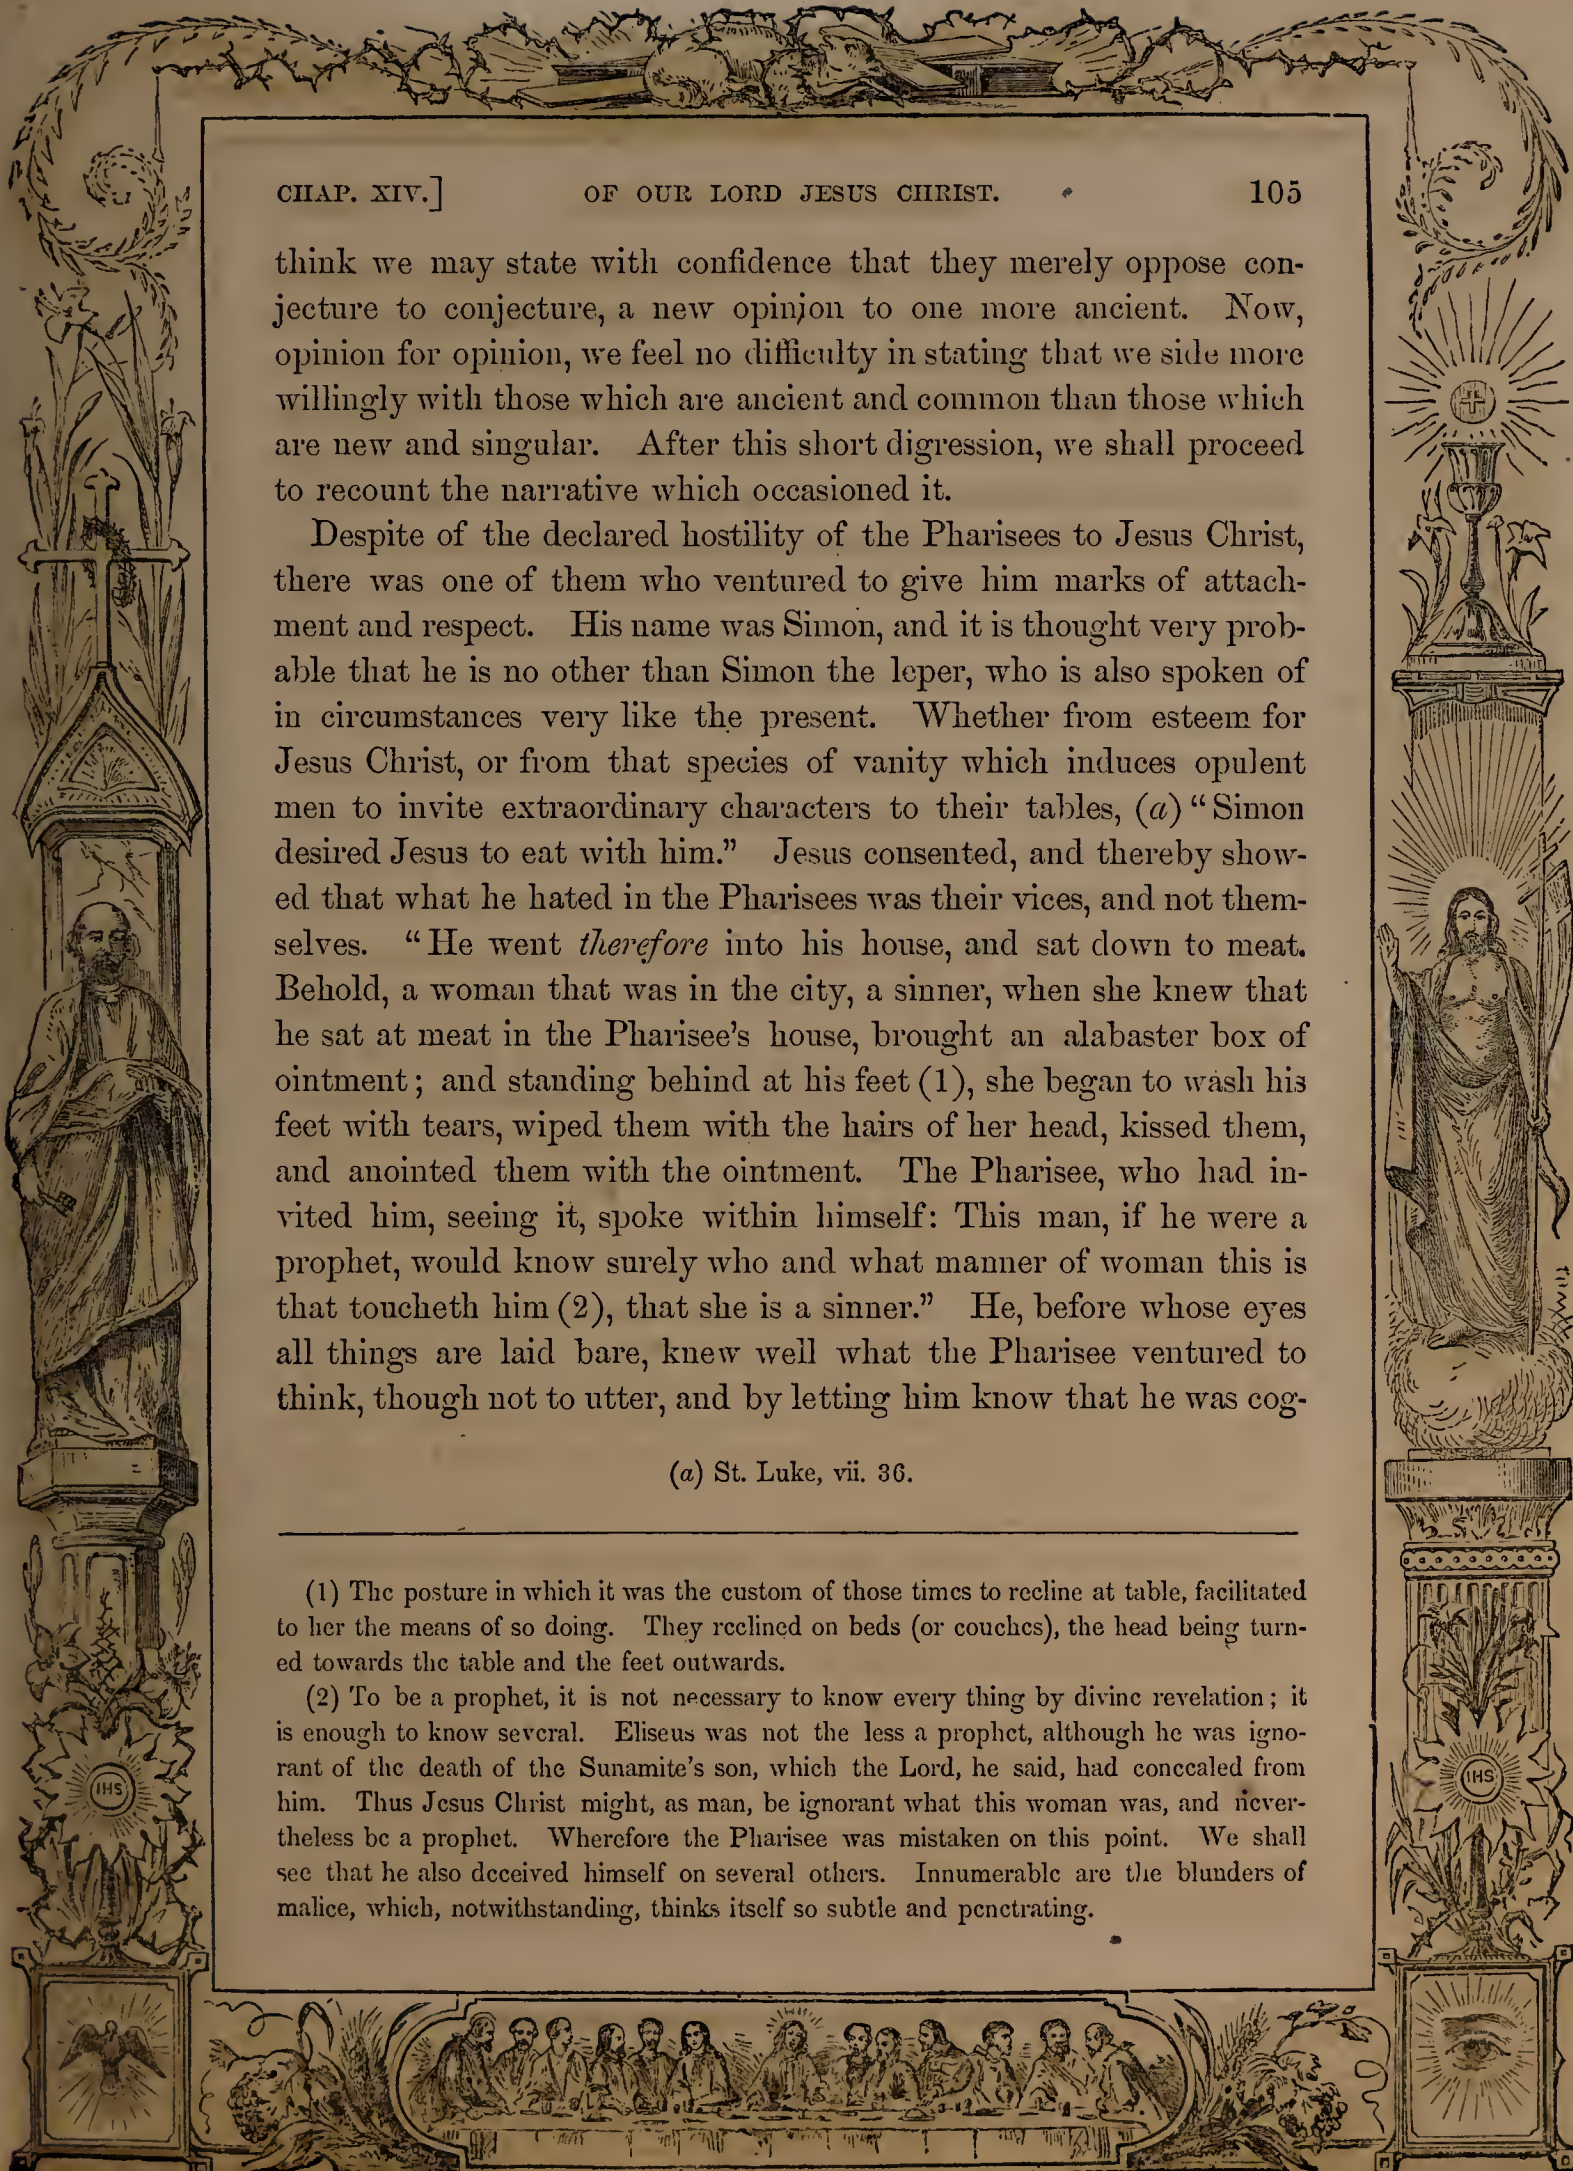 CHAP. XIV.] OF OUR LORD JESUS CHRIST. 105
think we may state with confidence that they merely oppose con-
jecture to conjecture, a new opinion to one more ancient. Now,
opinion for opinion, we feel no difficulty in stating that we side more
willingly with those which are ancient and common than those which
are new and singular. After this short digression, we shall proceed
to recount the narrative which occasioned it.
Despite of the declared hostility of the Pharisees to Jesus Christ,
there was one of them who ventured to give him marks of attach-
ment and respect. His name was Simon, and it is thought very prob-
able that he is no other than Simon the leper, who is also spoken of
in circumstances very like the present. Whether from esteem for
Jesus Christ, or from that species of vanity which induces opulent
men to invite extraordinary characters to their tables, (a) “Simon
desired Jesus to eat with him.” Jesus consented, and thereby show-
ed that what he hated in the Pharisees was their vices, and not them-
selves. “He went therefore into his house, and sat down to meat.
Behold, a woman that was in the city, a sinner, when she knew that
he sat at meat in the Pharisee’s house, brought an alabaster box of
ointment; and standing behind at his feet (1), she began to wash his
feet with tears, wiped them with the hairs of her head, kissed them,
and anointed them with the ointment. The Pharisee, who had in-
vited him, seeing it, spoke within himself: This man, if he were a
prophet, would know surely who and what manner of woman this is
that toucheth him (2), that she is a sinner.” He, before whose eyes
all things are laid bare, knew well what the Pharisee ventured to
think, though not to utter, and by letting him know that he was cog-
(a) St. Luke, vii. 36.
(1) The posture in which it was the custom of those times to recline at table, facilitated
to her the means of so doing. They reclined on beds (or couches), the head being turn-
ed towards the table and the feet outwards.
(2) To be a prophet, it is not necessary to know every thing by divine revelation; it
is enough to know several. Eliseus was not the less a prophet, although he was igno-
rant of the death of the Sunamite’s son, which the Lord, he said, had concealed from
him. Thus Jesus Christ might, as man, be ignorant what this woman was, and never-
theless be a prophet. Wherefore the Pharisee was mistaken on this point. We shall
see that he also deceived himself on several others. Innumerable are the blunders of
malice, which, notwithstanding, thinks itself so subtle and penetrating.
IHS
IHS